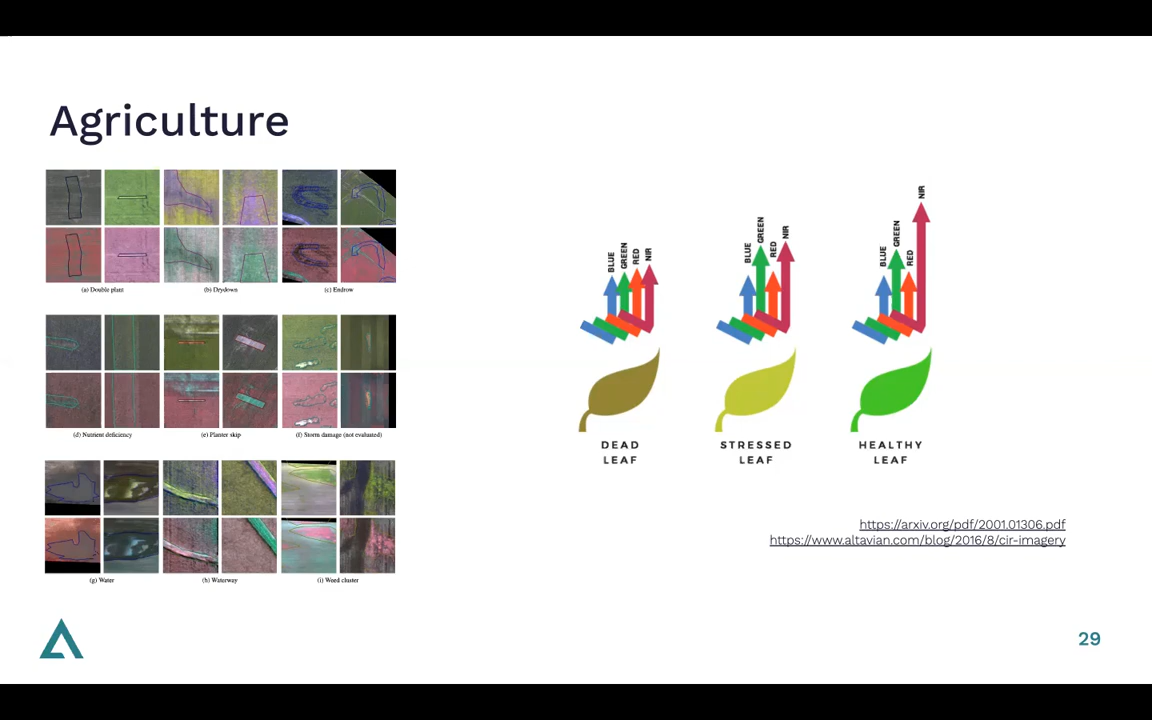 Agriculture
(a) Double plant
(b) Drydown
(c) Endrow
(d) Nutrient deficiency
(e) Planter skip
(f) Storm damage (not evaluated)
(g) Water
(h) Waterway
(i) Weed cluster
BLUE
GREEN
RED
NIR
DEAD
LEAF
BLUE
GREEN
RED
NIR
STRESSED
LEAF
BLUE
GREEN
RED
NIR
HEALTHY
LEAF
https://arxiv.org/pdf/2001.01306.pdf
https://www.altavian.com/blog/2016/8/cir-imagery
29